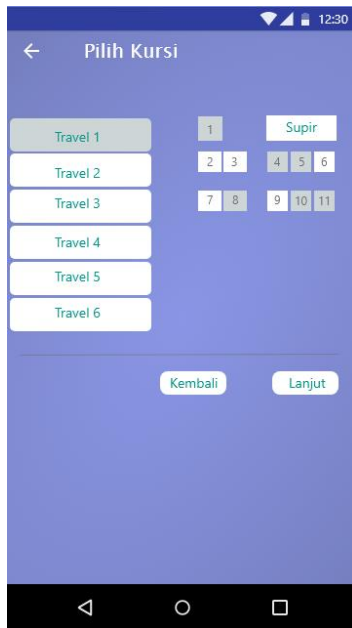 12:30
Pilih Kursi
Travel 1
Travel 2
Travel 3
Travel 4
Travel 5
Travel 6
1 Supir
2 3 4 5 6
7 8 9 10 11
Kembali Lanjut